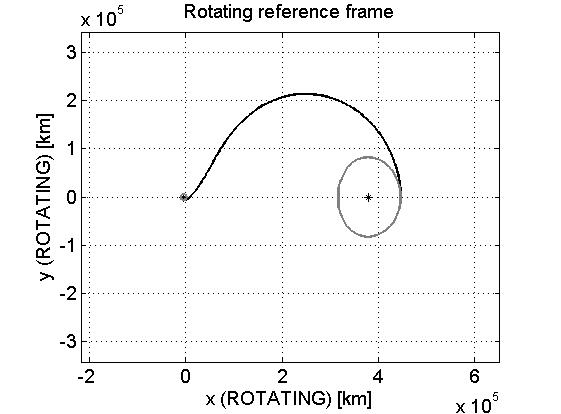 Rotating reference frame
x 10^5
3
2
1
0
-1
-2
-3
y (ROTATING) [km]
-2 0 2 4 6
x (ROTATING) [km]
x 10^5